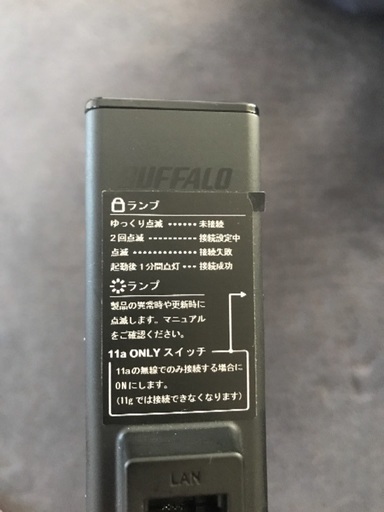 BUFFALO
ランプ
ゆっくり点滅 ------ 未接続
2回点滅 ---------- 接続設定中
点滅 ------------- 接続失敗
起動後1分間点灯 --- 接続成功
ランプ
製品の異常時や更新時に
点滅します。マニュアル
をご確認ください。
11a ONLY スイッチ
11aの無線でのみ接続する場合に
ONにします。
(11gでは接続できなくなります)
LAN